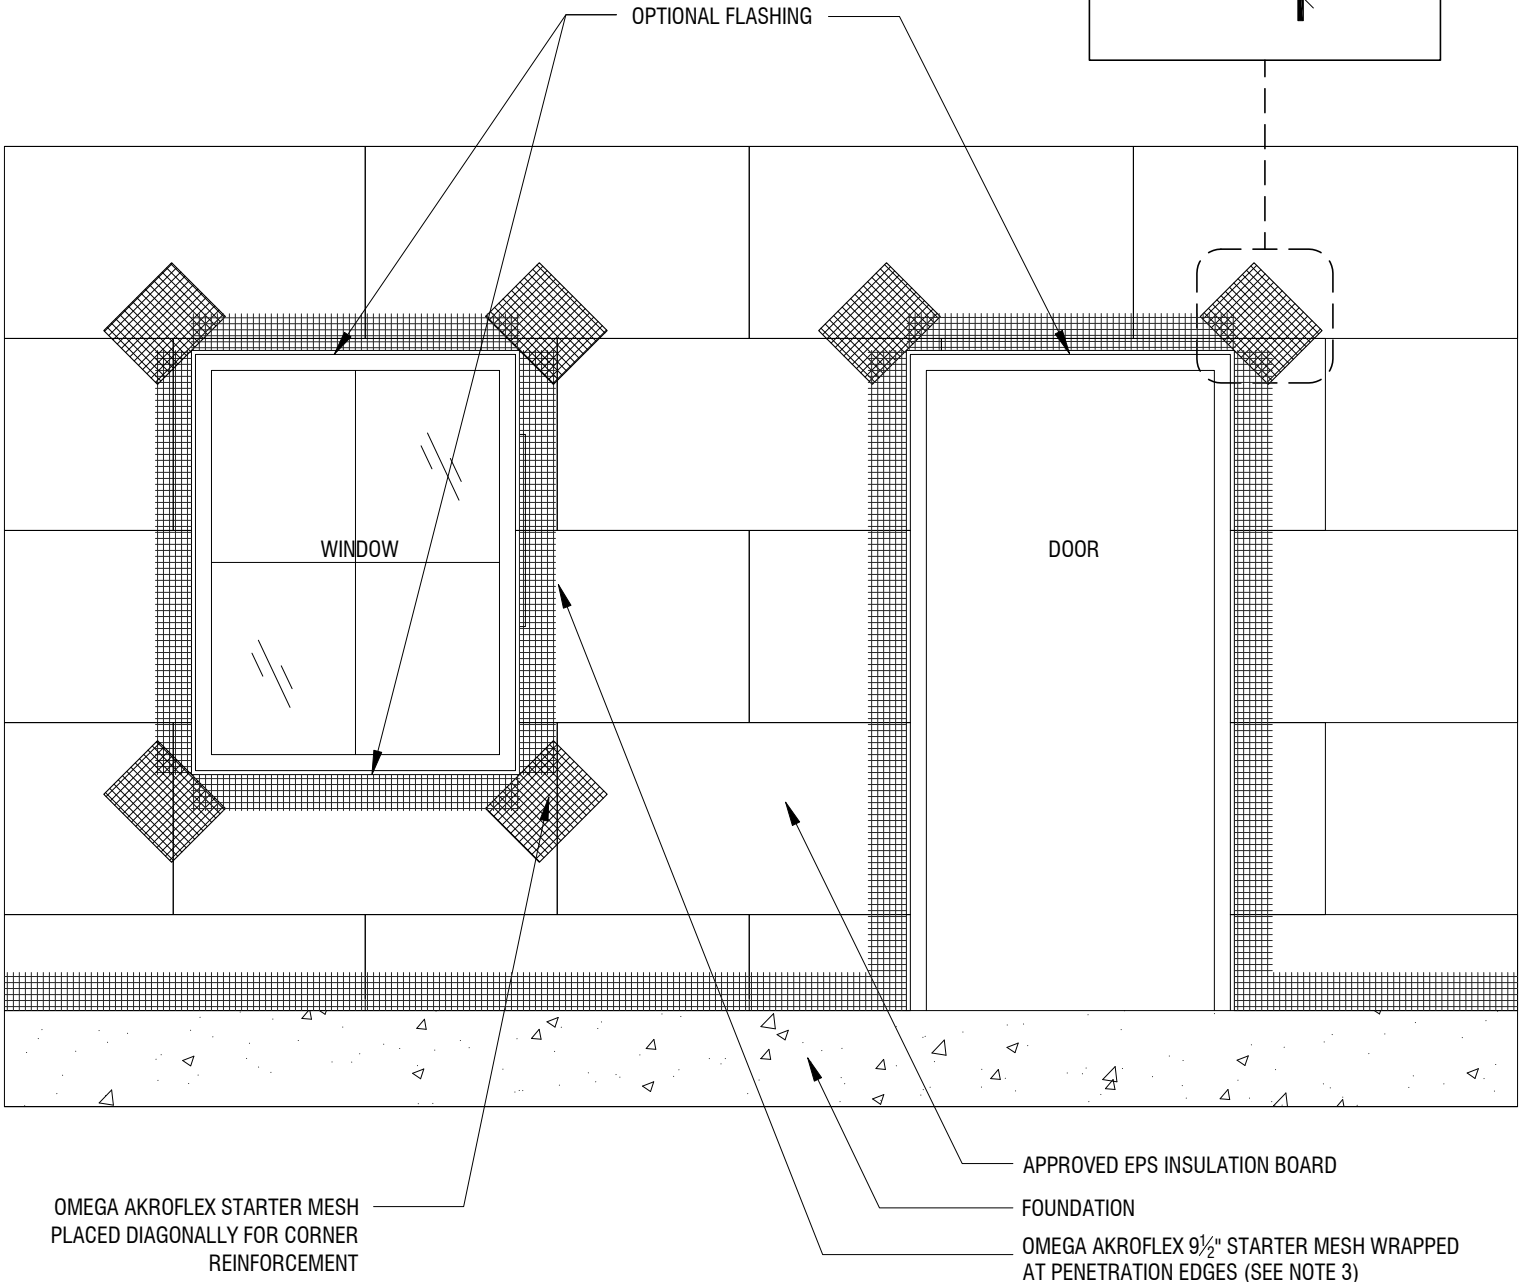 OPTIONAL FLASHING
WINDOW
DOOR
APPROVED EPS INSULATION BOARD
OMEGA AKROFLEX STARTER MESH
PLACED DIAGONALLY FOR CORNER
REINFORCEMENT
FOUNDATION
OMEGA AKROFLEX 9½" STARTER MESH WRAPPED
AT PENETRATION EDGES (SEE NOTE 3)